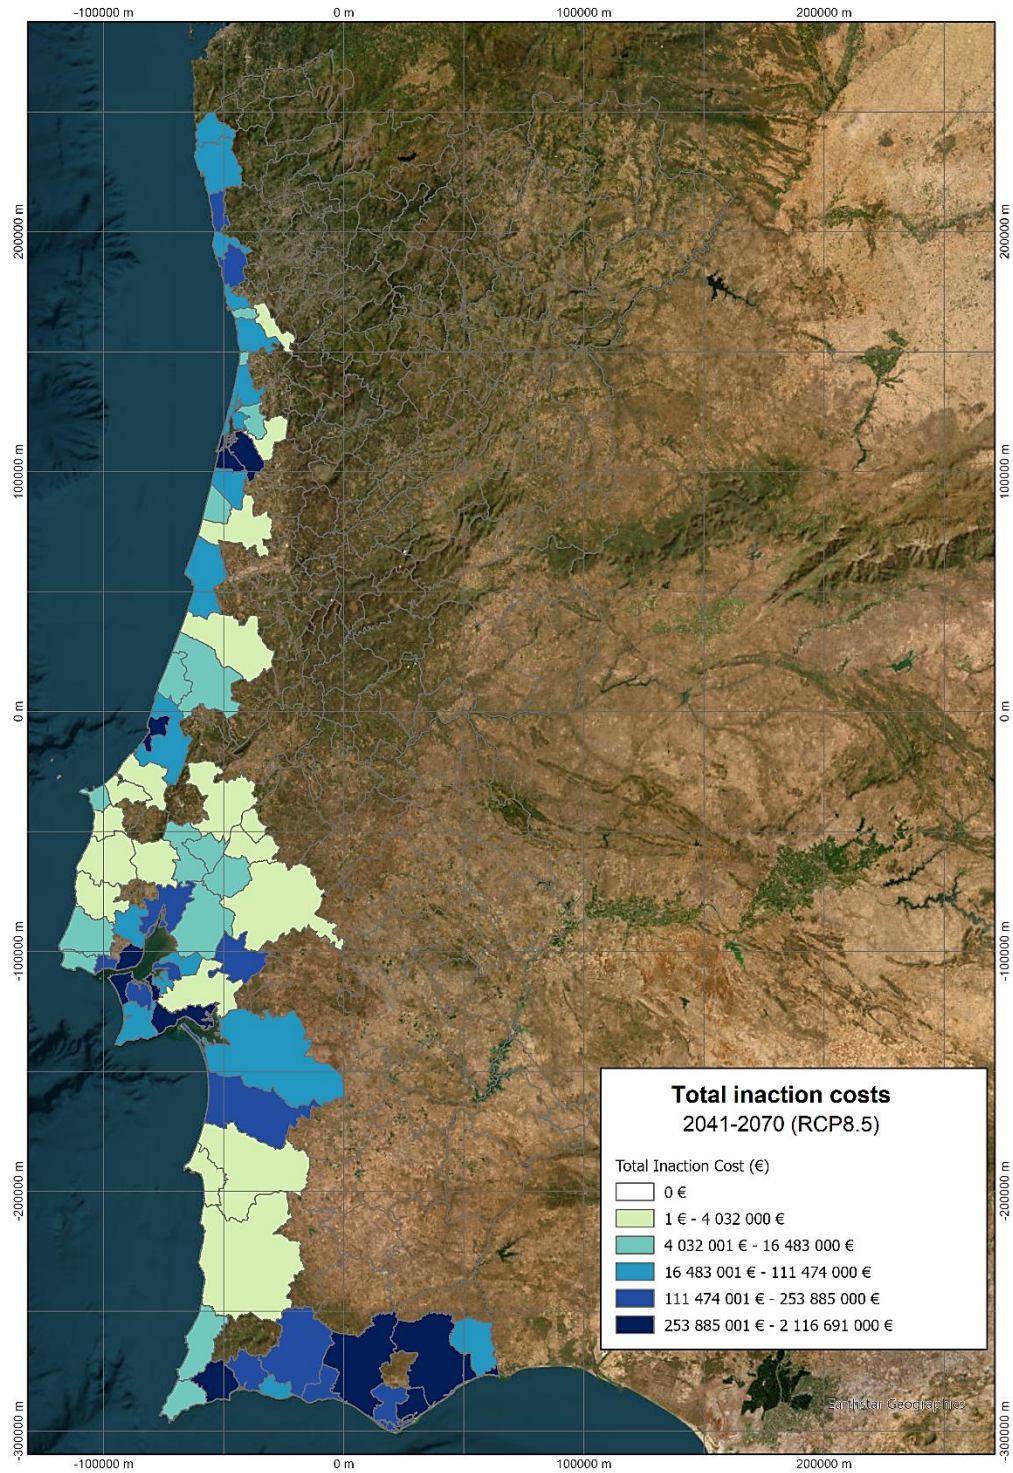 -100000 m
0 m
100000 m
200000 m
200000 m
200000 m
100000 m
100000 m
0 m
0 m
-100000 m
-100000 m
Total inaction costs
2041-2070 (RCP8.5)
Total Inaction Cost (€)
0 €
1 € - 4 032 000 €
4 032 001 € - 16 483 000 €
16 483 001 € - 111 474 000 €
111 474 001 € - 253 885 000 €
253 885 001 € - 2 116 691 000 €
-200000 m
-200000 m
Earthstar Geographics
-300000 m
-300000 m
-100000 m
0 m
100000 m
200000 m